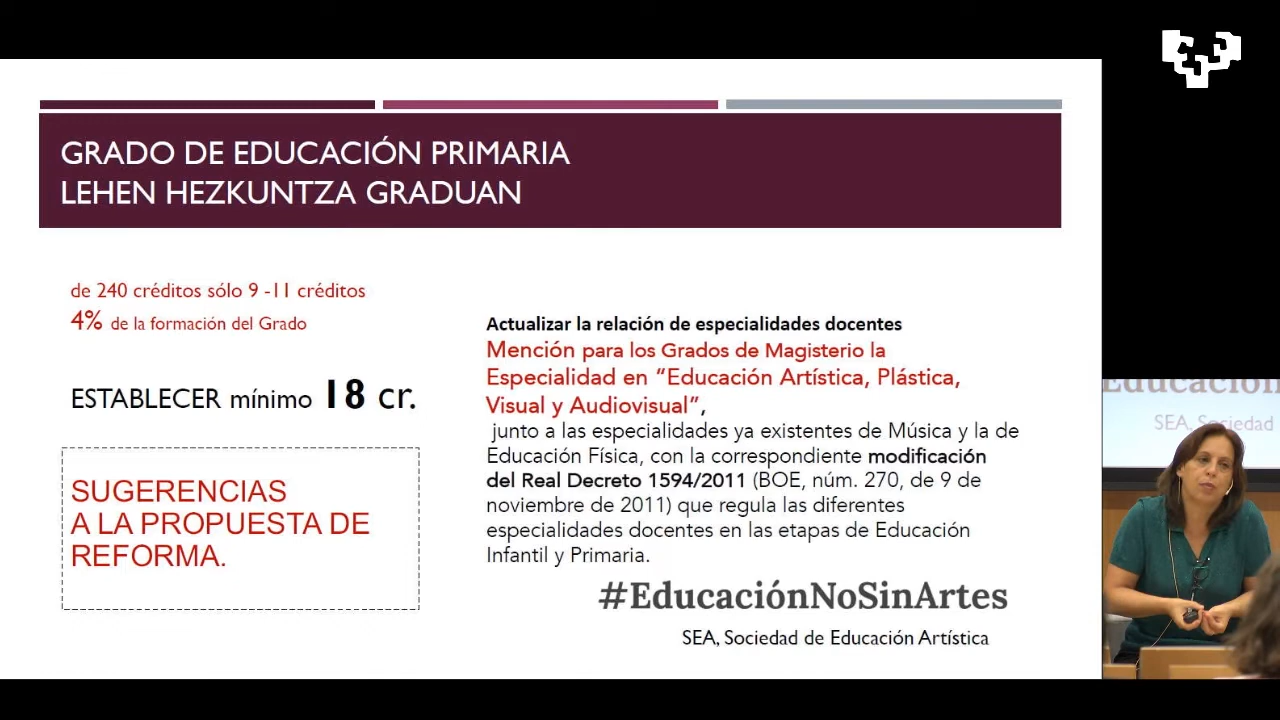 GRADO DE EDUCACIÓN PRIMARIA
LEHEN HEZKUNTZA GRADUAN
de 240 créditos sólo 9 -11 créditos
4% de la formación del Grado
ESTABLECER mínimo 18 cr.
SUGERENCIAS
A LA PROPUESTA DE
REFORMA.
Actualizar la relación de especialidades docentes
Mención para los Grados de Magisterio la
Especialidad en “Educación Artística, Plástica,
Visual y Audiovisual”,
junto a las especialidades ya existentes de Música y la de
Educación Física, con la correspondiente modificación
del Real Decreto 1594/2011 (BOE, núm. 270, de 9 de
noviembre de 2011) que regula las diferentes
especialidades docentes en las etapas de Educación
Infantil y Primaria.
#EducaciónNoSinArtes
SEA, Sociedad de Educación Artística
Educación
SEA, Sociedad